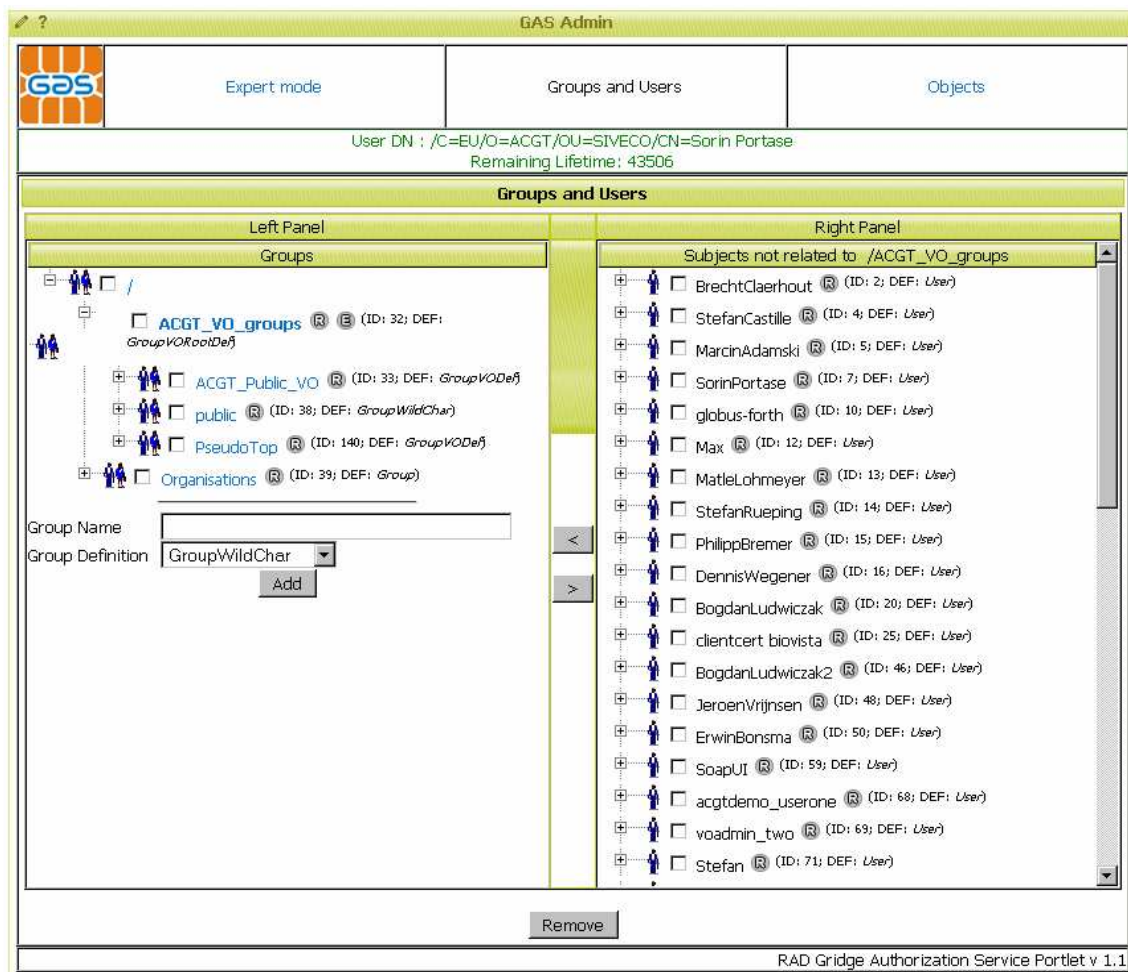 ?
GAS Admin
Gas
Expert mode
Groups and Users
Objects
User DN : /C=EU/O=ACGT/OU=SIVECO/CN=Sorin Portase
Remaining Lifetime: 43506
Groups and Users
Left Panel
Groups
/
ACGT_VO_groups R E (ID: 32; DEF:
GroupVORootDef)
ACGT_Public_VO R (ID: 33; DEF: GroupVODef)
public R (ID: 38; DEF: GroupWildChar)
PseudoTop R (ID: 140; DEF: GroupVODef)
Organisations R (ID: 39; DEF: Group)
Group Name
Group Definition GroupWildChar
Add
<
>
Right Panel
Subjects not related to /ACGT_VO_groups
BrechtClaerhout R (ID: 2; DEF: User)
StefanCastille R (ID: 4; DEF: User)
MarcinAdamski R (ID: 5; DEF: User)
SorinPortase R (ID: 7; DEF: User)
globus-forth R (ID: 10; DEF: User)
Max R (ID: 12; DEF: User)
MatleLohmeyer R (ID: 13; DEF: User)
StefanRueping R (ID: 14; DEF: User)
PhilippBremer R (ID: 15; DEF: User)
DennisWegener R (ID: 16; DEF: User)
BogdanLudwiczak R (ID: 20; DEF: User)
clientcert biovista R (ID: 25; DEF: User)
BogdanLudwiczak2 R (ID: 46; DEF: User)
JeroenVrijnsen R (ID: 48; DEF: User)
ErwinBonsma R (ID: 50; DEF: User)
SoapUI R (ID: 59; DEF: User)
acgtdemo_userone R (ID: 68; DEF: User)
voadmin_two R (ID: 69; DEF: User)
Stefan R (ID: 71; DEF: User)
Remove
RAD Gridge Authorization Service Portlet v 1.1